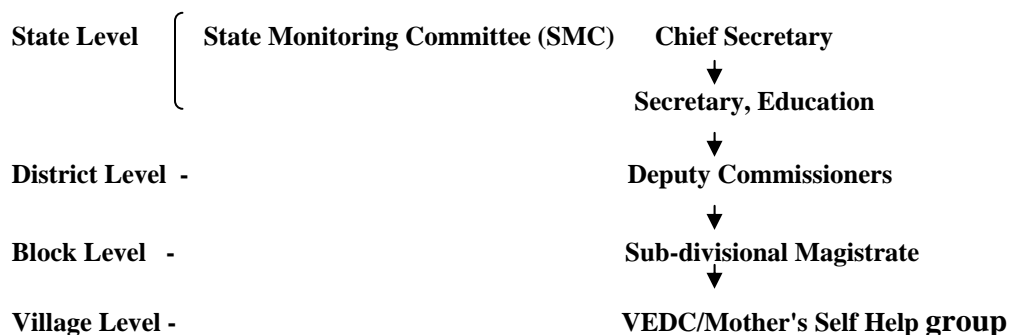 State Level State Monitoring Committee (SMC) Chief Secretary
Secretary, Education
District Level - Deputy Commissioners
Block Level - Sub-divisional Magistrate
Village Level - VEDC/Mother's Self Help group